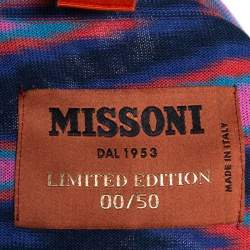 MISSONI
DAL 1953
LIMITED EDITION
00/50
MADE IN ITALY